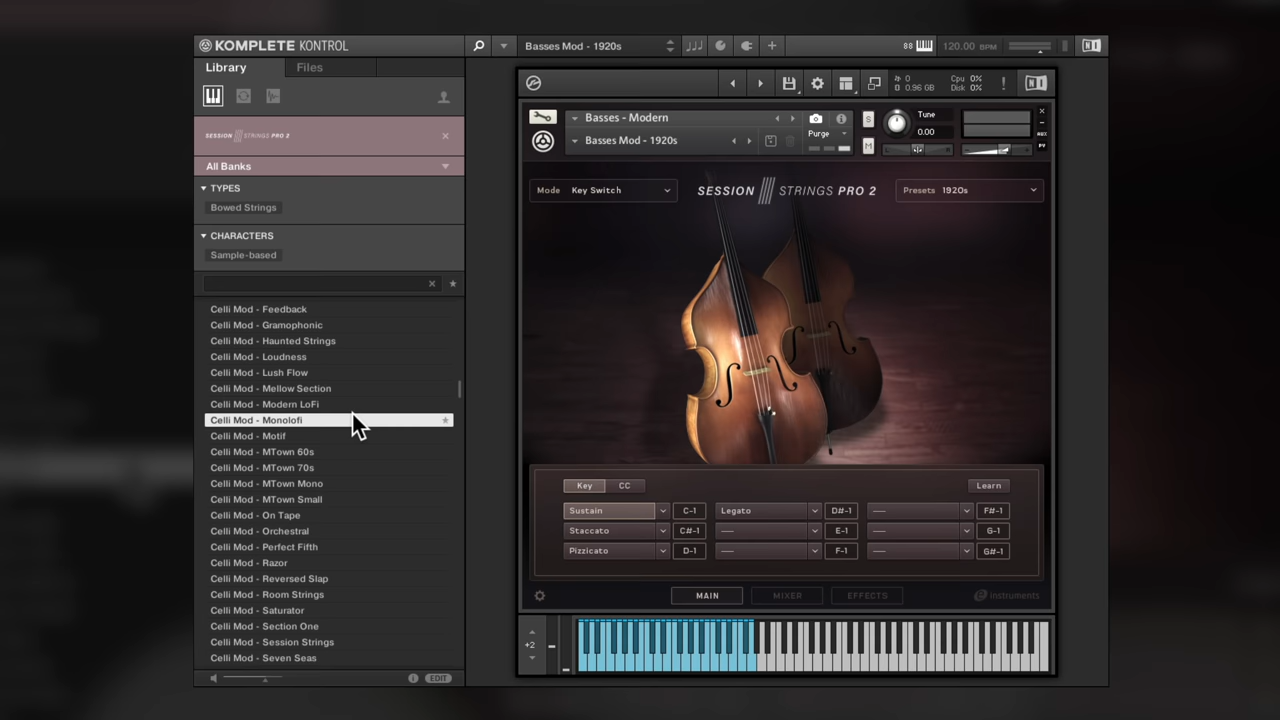 KOMPLETE KONTROL
Basses Mod - 1920s
88
120.00 BPM
Library
Files
SESSION STRINGS PRO 2
All Banks
TYPES
Bowed Strings
CHARACTERS
Sample-based
Celli Mod - Feedback
Celli Mod - Gramophonic
Celli Mod - Haunted Strings
Celli Mod - Loudness
Celli Mod - Lush Flow
Celli Mod - Mellow Section
Celli Mod - Modern LoFi
Celli Mod - Monolofi
Celli Mod - Motif
Celli Mod - MTown 60s
Celli Mod - MTown 70s
Celli Mod - MTown Mono
Celli Mod - MTown Small
Celli Mod - On Tape
Celli Mod - Orchestral
Celli Mod - Perfect Fifth
Celli Mod - Razor
Celli Mod - Reversed Slap
Celli Mod - Room Strings
Celli Mod - Saturator
Celli Mod - Section One
Celli Mod - Session Strings
Celli Mod - Seven Seas
EDIT
0 Cpu 0%
0.96 GB Disk 0%
Basses - Modern
Basses Mod - 1920s
Purge
S
M
Tune
0.00
AUX
PV
Mode Key Switch
SESSION STRINGS PRO 2
Presets 1920s
Key CC Learn
Sustain C-1 Legato D#-1 --- F#-1
Staccato C#-1 --- E-1 --- G-1
Pizzicato D-1 --- F-1 --- G#-1
MAIN MIXER EFFECTS
e instruments
+2